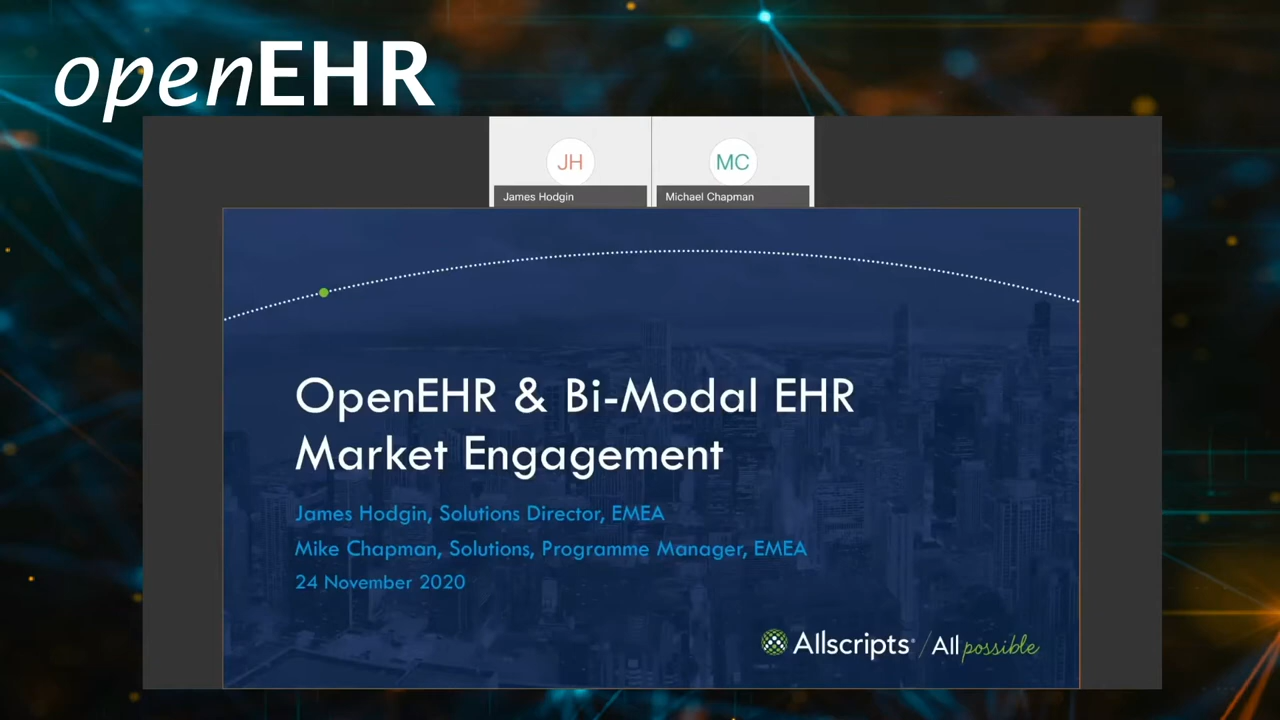 openEHR
JH
MC
James Hodgin
Michael Chapman
OpenEHR & Bi-Modal EHR
Market Engagement
James Hodgin, Solutions Director, EMEA
Mike Chapman, Solutions, Programme Manager, EMEA
24 November 2020
Allscripts / All possible